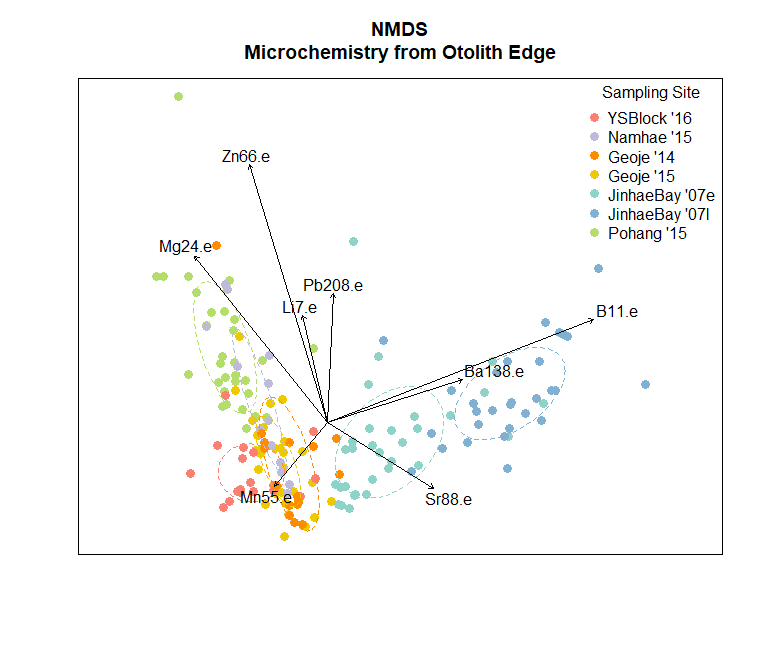 NMDS
Microchemistry from Otolith Edge
Sampling Site
YSBlock '16
Namhae '15
Geoje '14
Geoje '15
JinhaeBay '07e
JinhaeBay '07l
Pohang '15
Zn66.e
Mg24.e
Pb208.e
Li7.e
B11.e
Ba138.e
Mn55.e
Sr88.e